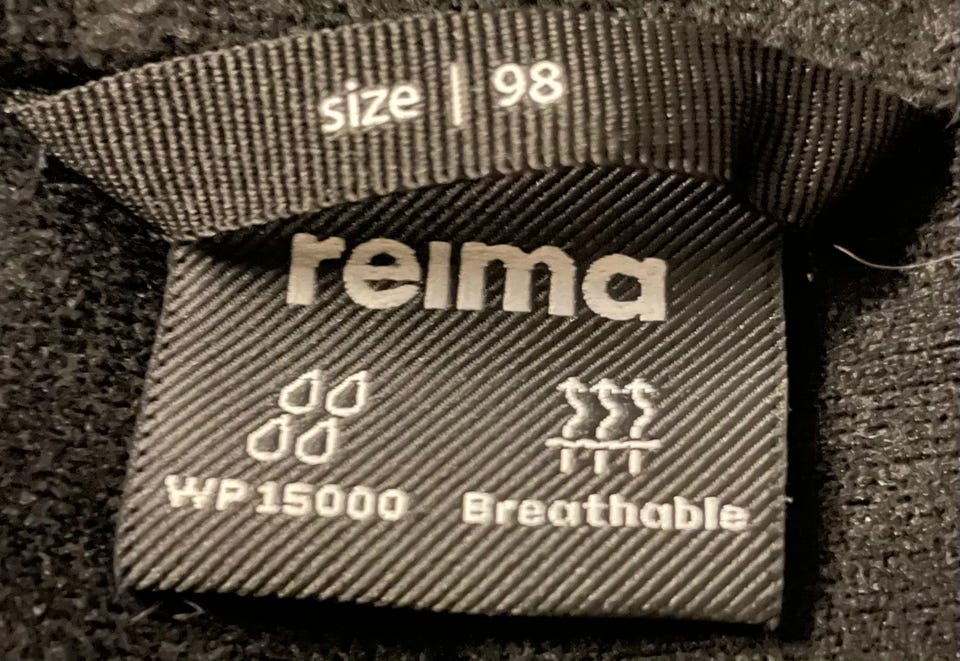 size | 98
reima
WP 15000
Breathable